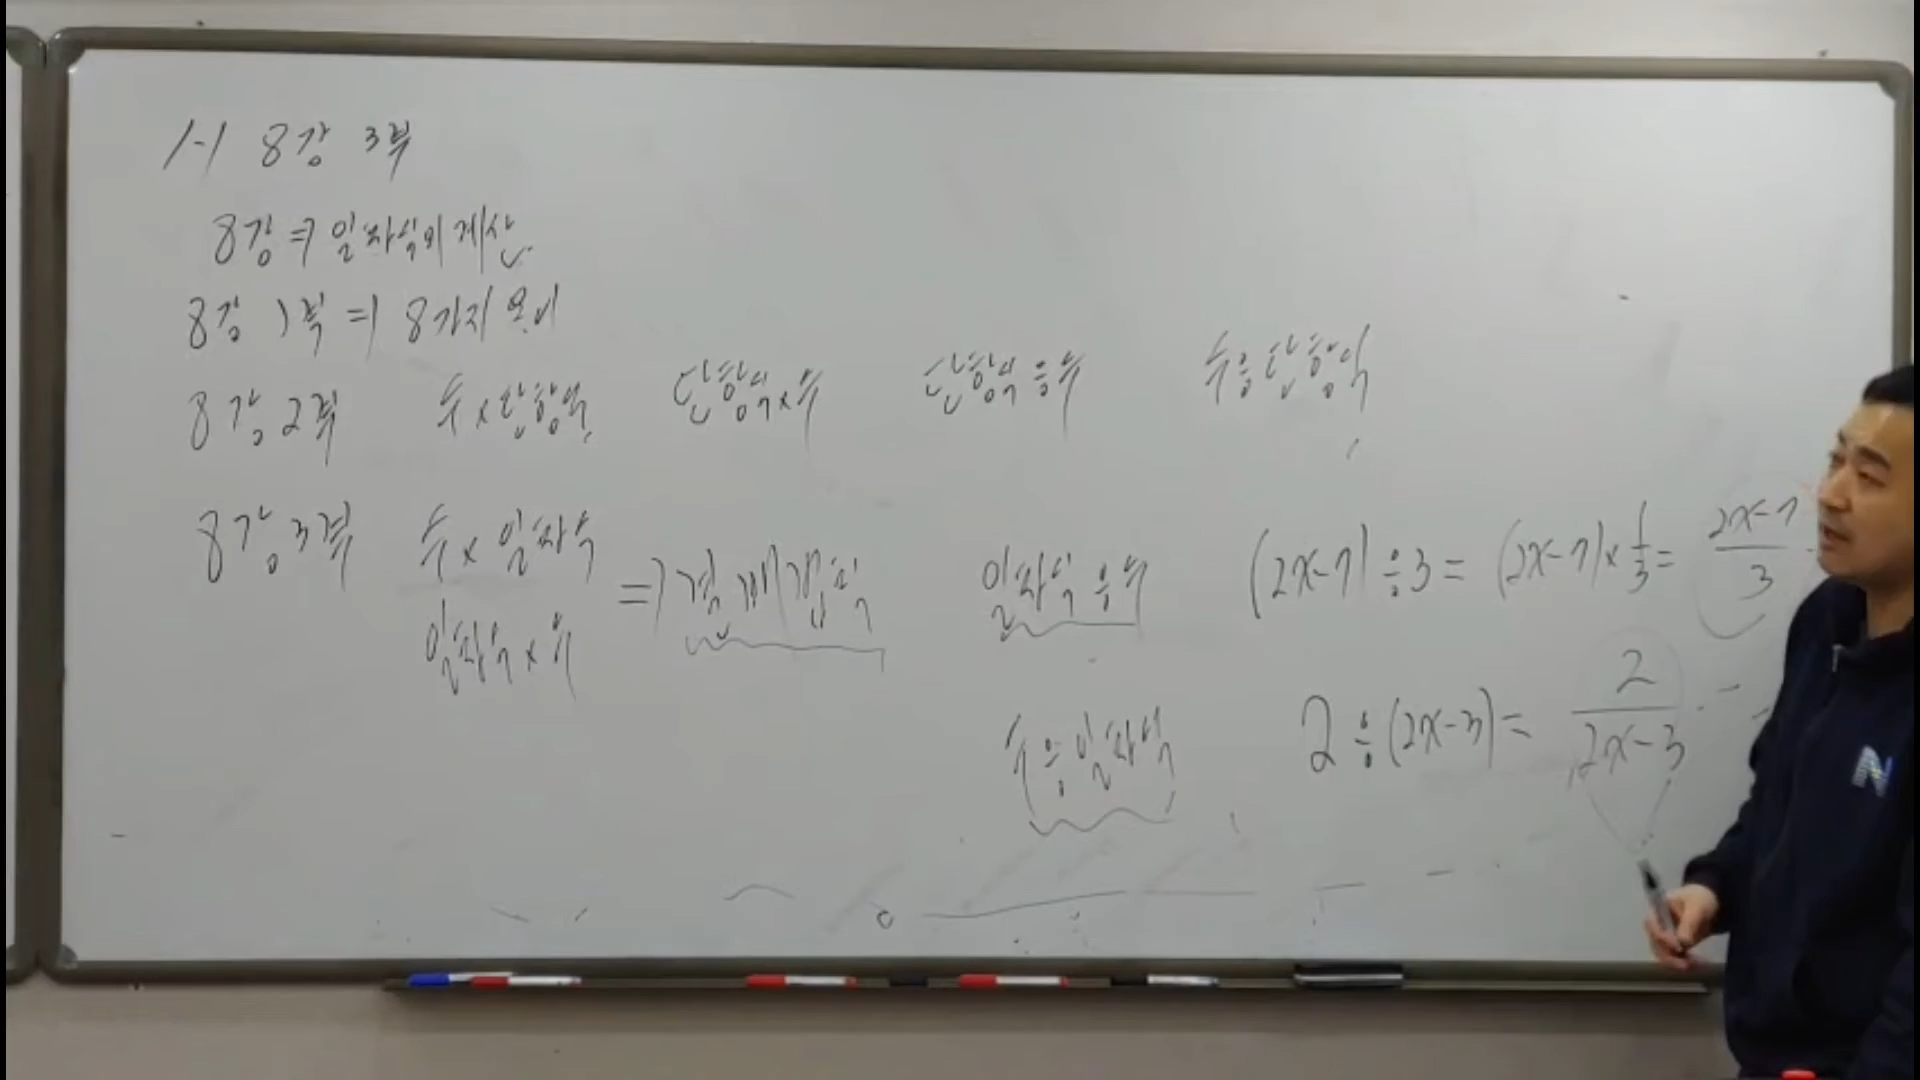 1-1 8강 3부
8강 ⇒ 일차식의 계산
8강 1부 ⇒ 8가지 용어
8강 2부 수×단항식 단항식×수 단항식÷수 수÷단항식
8강 3부 수×일차식
일차식×수
⇒ 일차식÷수 (2x-7)÷3= (2x-7)×1/3= 2x-7/3
수÷일차식 2÷(2x-3)= 2/2x-3
N